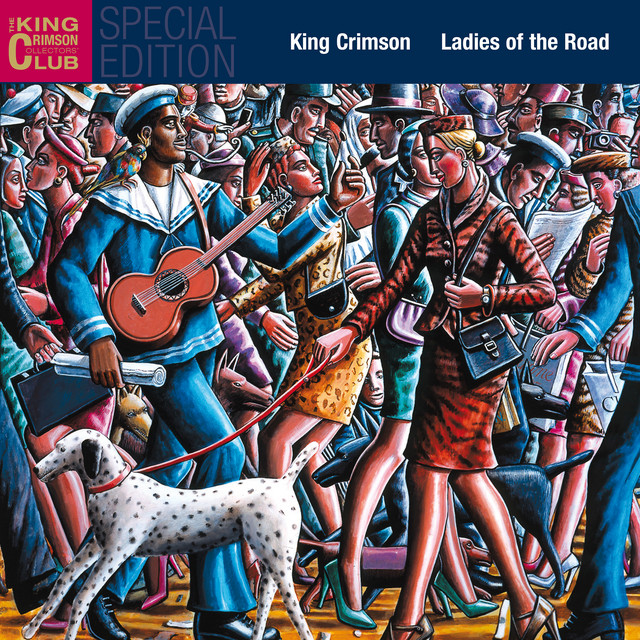 THE KING
CRIMSON
COLLECTORS'
CLUB
SPECIAL
EDITION
King Crimson Ladies of the Road